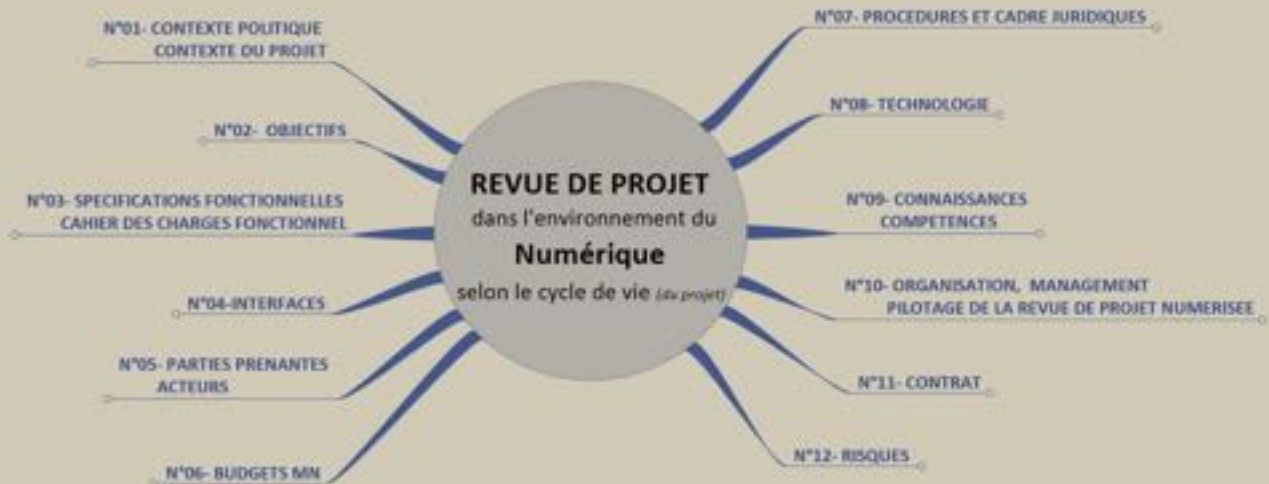 N°01- CONTEXTE POLITIQUE
CONTEXTE DU PROJET
N°02- OBJECTIFS
N°03- SPECIFICATIONS FONCTIONNELLES
CAHIER DES CHARGES FONCTIONNEL
N°04-INTERFACES
N°05- PARTIES PRENANTES
ACTEURS
N°06- BUDGETS MN
REVUE DE PROJET
dans l'environnement du
Numérique
selon le cycle de vie (du projet)
N°07- PROCEDURES ET CADRE JURIDIQUES
N°08- TECHNOLOGIE
N°09- CONNAISSANCES
COMPETENCES
N°10- ORGANISATION, MANAGEMENT
PILOTAGE DE LA REVUE DE PROJET NUMERISEE
N°11- CONTRAT
N°12- RISQUES